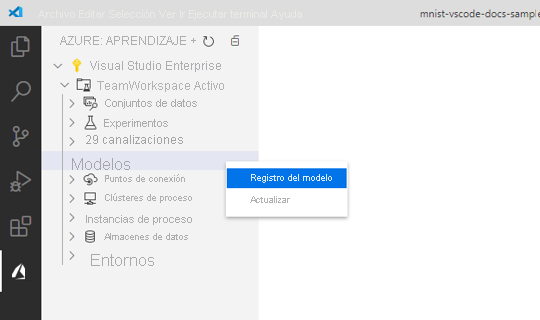 Archivo Editar Selección Ver Ir Ejecutar terminal Ayuda
mnist-vscode-docs-sample
AZURE: APRENDIZAJE +
Visual Studio Enterprise
TeamWorkspace Activo
Conjuntos de datos
Experimentos
29 canalizaciones
Modelos
Registro del modelo
Puntos de conexión
Clústeres de proceso
Actualizar
Instancias de proceso
Almacenes de datos
Entornos